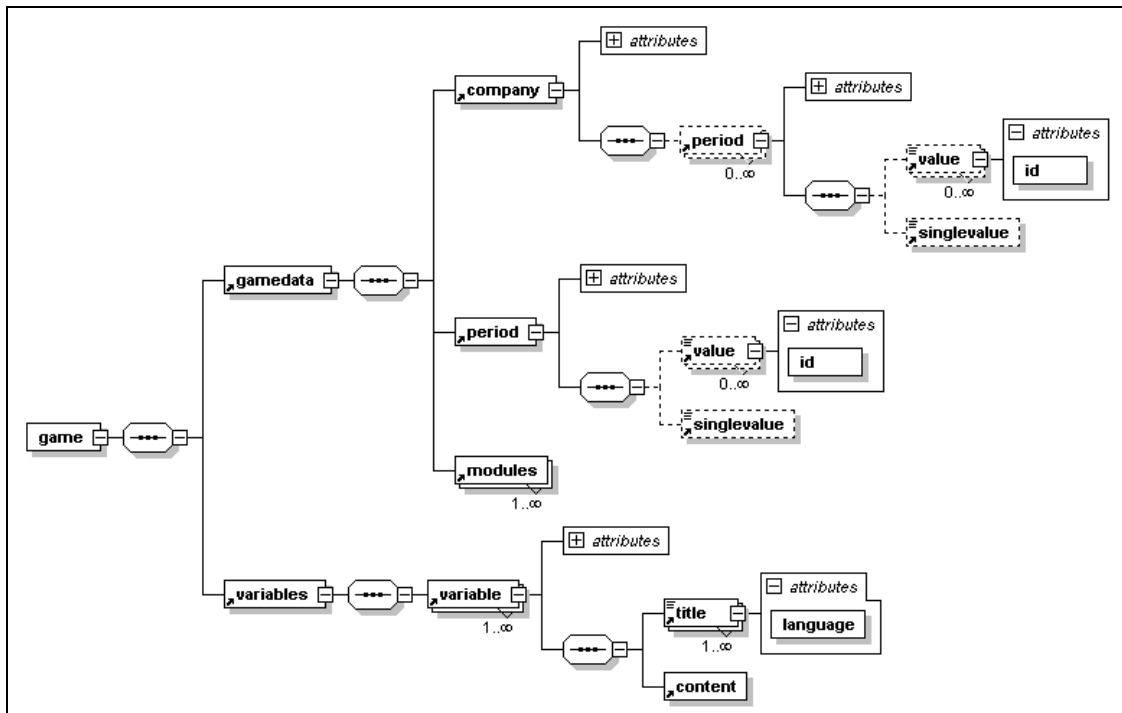 attributes
company
attributes
period
0..∞
attributes
value
id
0..∞
singlevalue
gamedata
attributes
period
attributes
value
id
0..∞
singlevalue
game
modules
1..∞
attributes
variables
variable
1..∞
attributes
title
language
1..∞
content